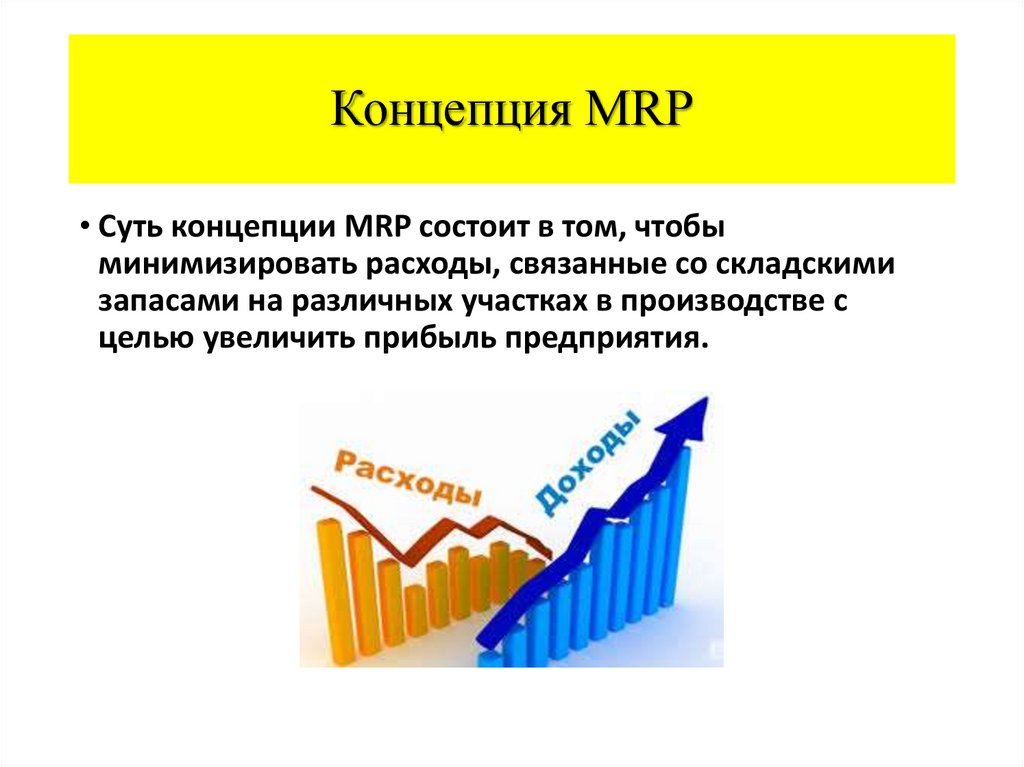 Концепция MRP
• Суть концепции MRP состоит в том, чтобы
минимизировать расходы, связанные со складскими
запасами на различных участках в производстве с
целью увеличить прибыль предприятия.
Расходы
Доходы